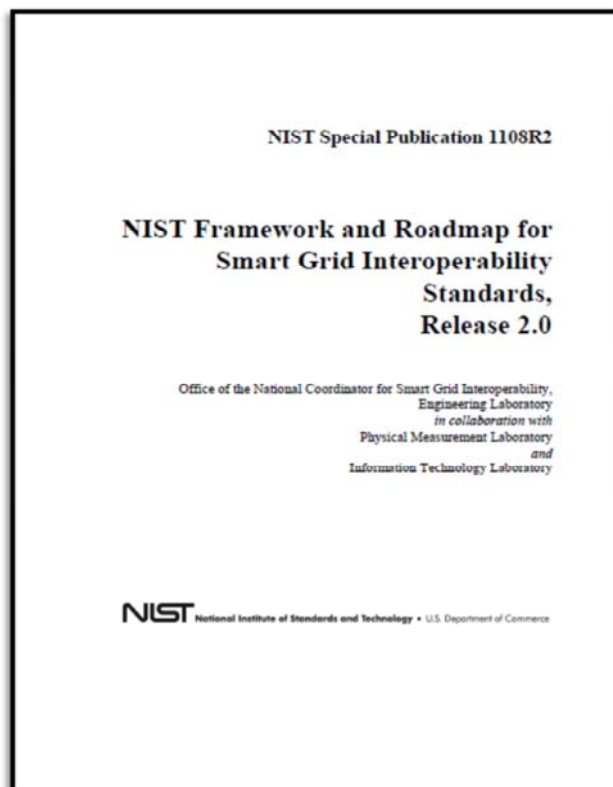 NIST Special Publication 1108R2
NIST Framework and Roadmap for
Smart Grid Interoperability
Standards,
Release 2.0
Office of the National Coordinator for Smart Grid Interoperability,
Engineering Laboratory
in collaboration with
Physical Measurement Laboratory
and
Information Technology Laboratory
NIST National Institute of Standards and Technology • U.S. Department of Commerce